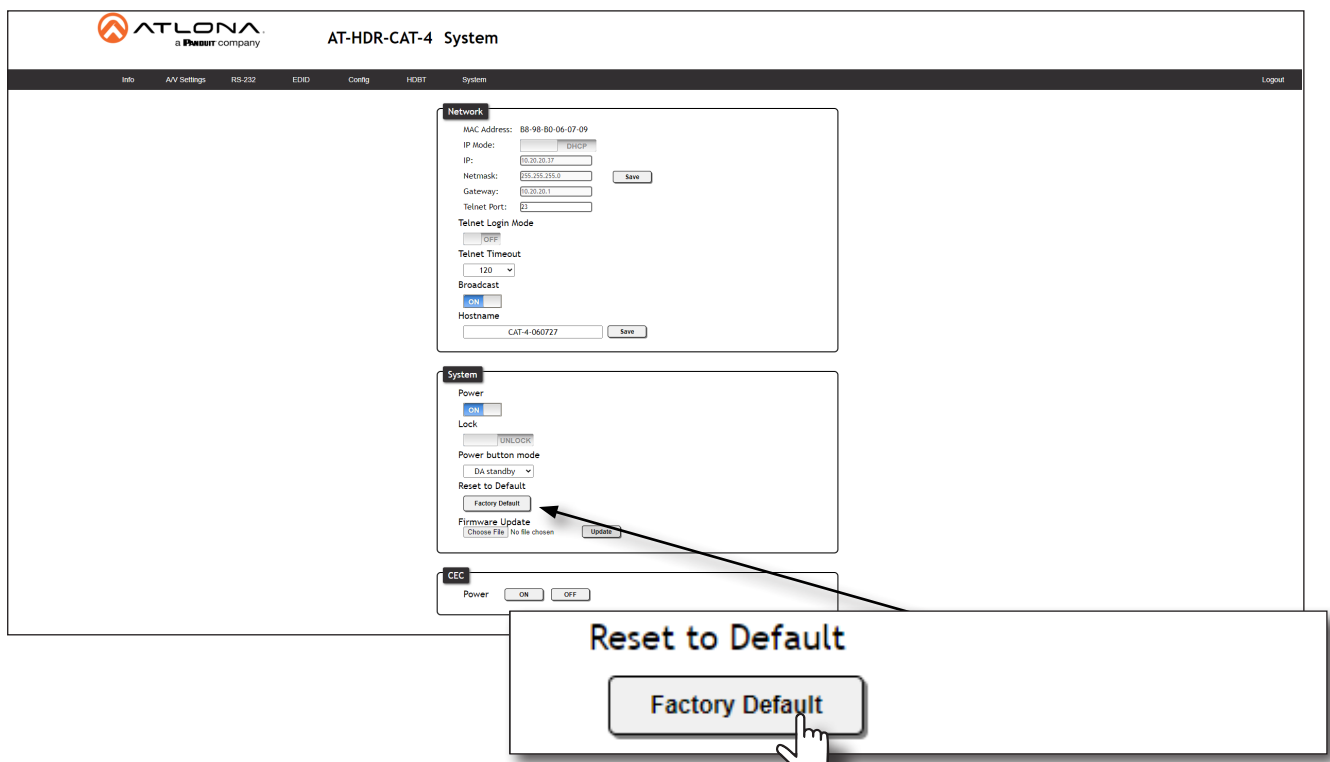 ATLONA.
a PANDUIT company
AT-HDR-CAT-4 System
Info A/V Settings RS-232 EDID Config HDBT System Logout
Network
MAC Address: B8-98-B0-06-07-09
IP Mode: DHCP
IP: 10.20.20.37
Netmask: 255.255.255.0 Save
Gateway: 10.20.20.1
Telnet Port: 23
Telnet Login Mode
OFF
Telnet Timeout
120
Broadcast
ON
Hostname
CAT-4-060727 Save
System
Power
ON
Lock
UNLOCK
Power button mode
DA standby
Reset to Default
Factory Default
Firmware Update
Choose File No file chosen Update
CEC
Power ON OFF
Reset to Default
Factory Default